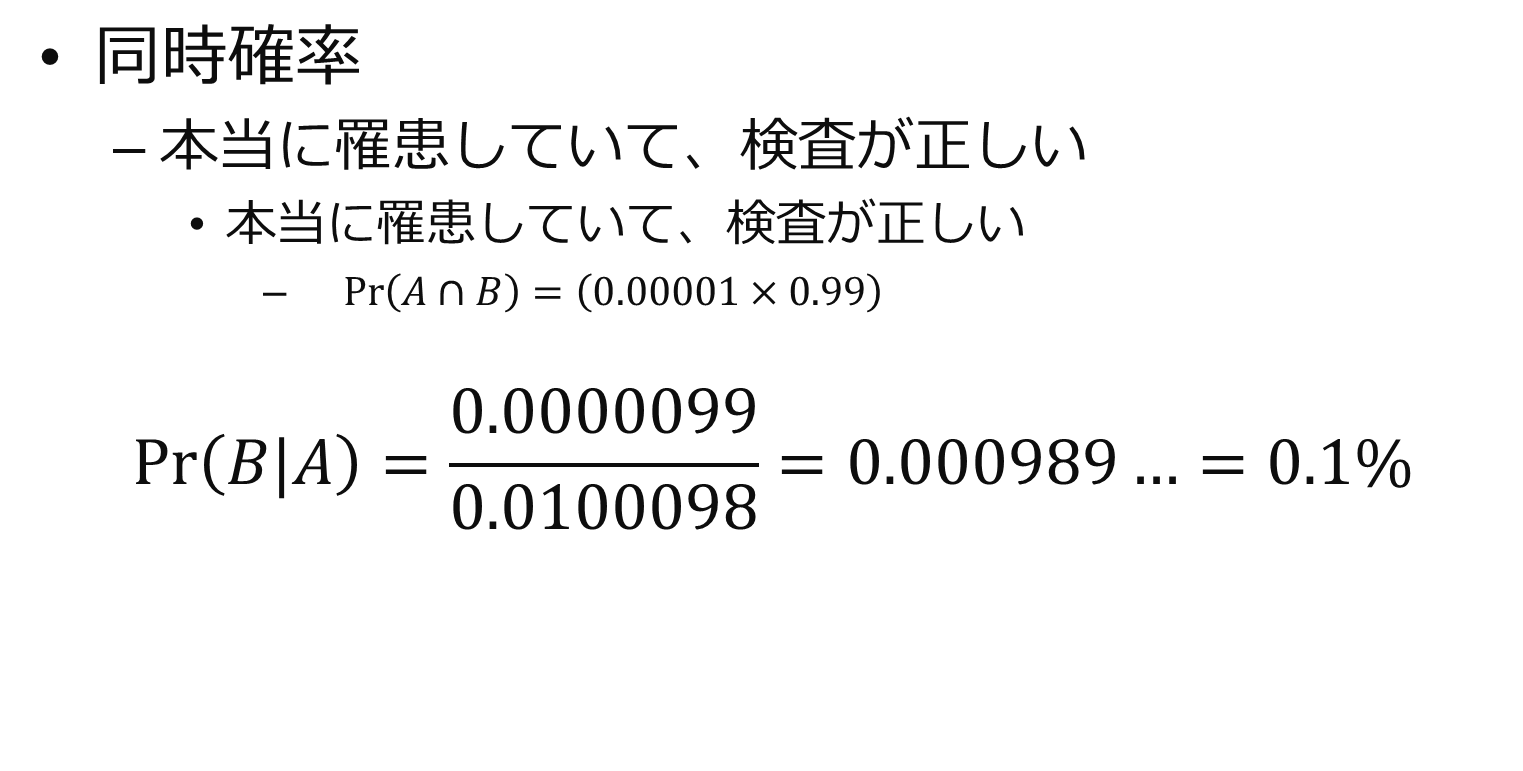 • 同時確率
– 本当に罹患していて、検査が正しい
• 本当に罹患していて、検査が正しい
– Pr(A ∩ B) = (0.00001 × 0.99)
Pr(B|A) = 0.0000099 / 0.0100098 = 0.000989 … = 0.1%